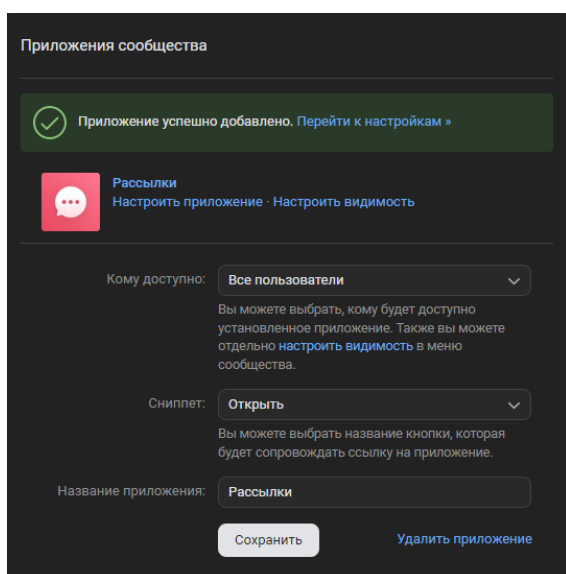 Приложения сообщества
Приложение успешно добавлено. Перейти к настройкам »
Рассылки
Настроить приложение · Настроить видимость
Кому доступно: Все пользователи
Вы можете выбрать, кому будет доступно
установленное приложение. Также вы можете
отдельно настроить видимость в меню
сообщества.
Сниппет: Открыть
Вы можете выбрать название кнопки, которая
будет сопровождать ссылку на приложение.
Название приложения: Рассылки
Сохранить Удалить приложение